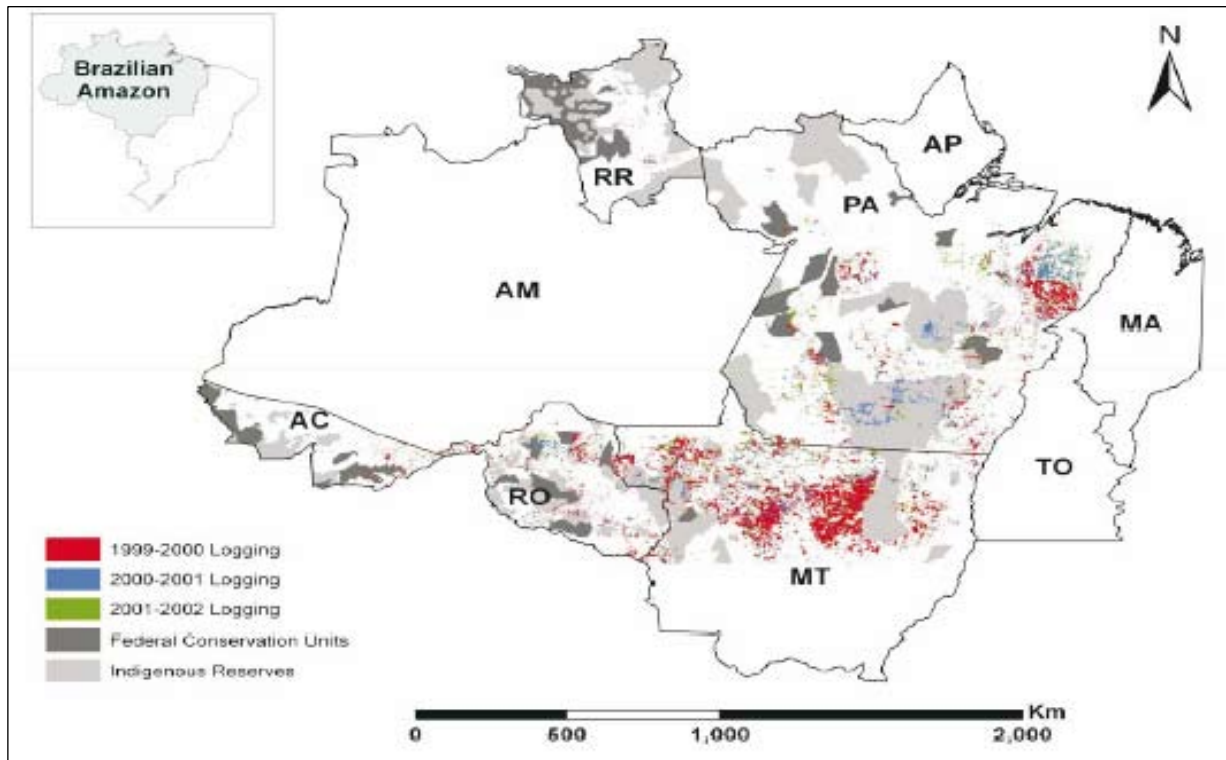 Brazilian
Amazon
N
AP
RR
PA
AM
MA
AC
TO
RO
MT
1999-2000 Logging
2000-2001 Logging
2001-2002 Logging
Federal Conservation Units
Indigenous Reserves
Km
0 500 1,000 2,000